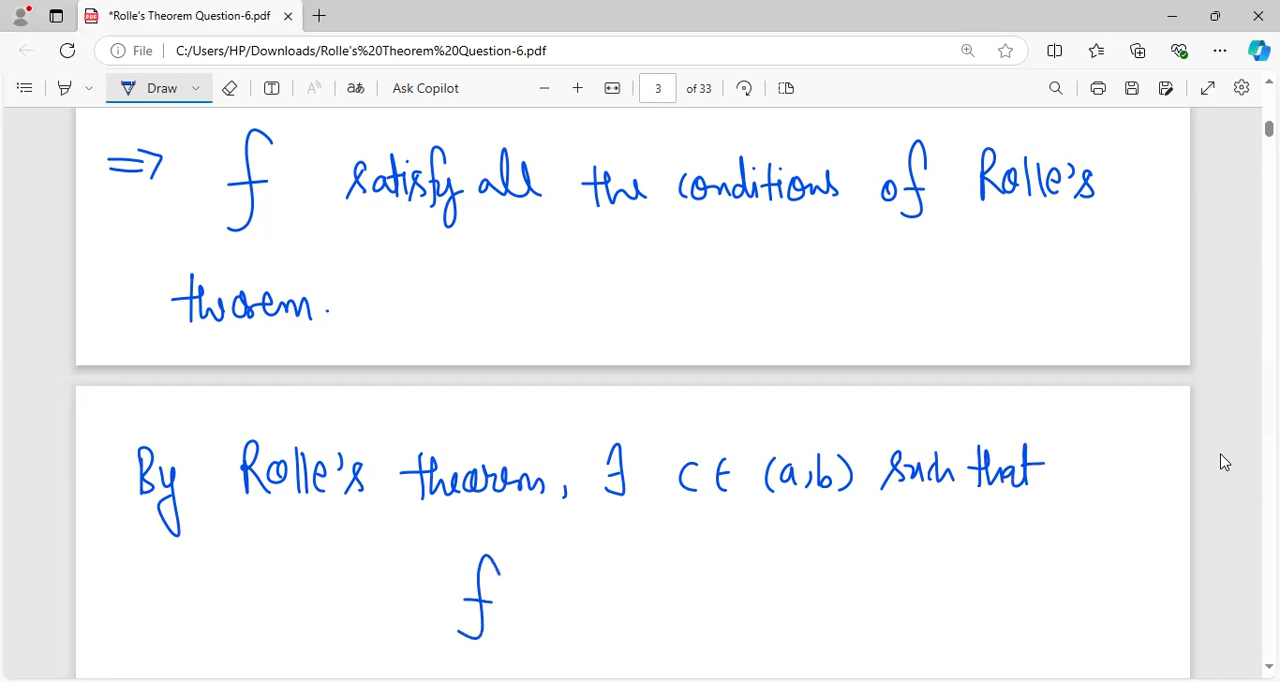 *Rolle's Theorem Question-6.pdf
File C:/Users/HP/Downloads/Rolle's%20Theorem%20Question-6.pdf
Draw Ask Copilot 3 of 33
⇒ f satisfy all the conditions of Rolle's
theorem.
By Rolle's theorem, ∃ c ∈ (a,b) such that
f